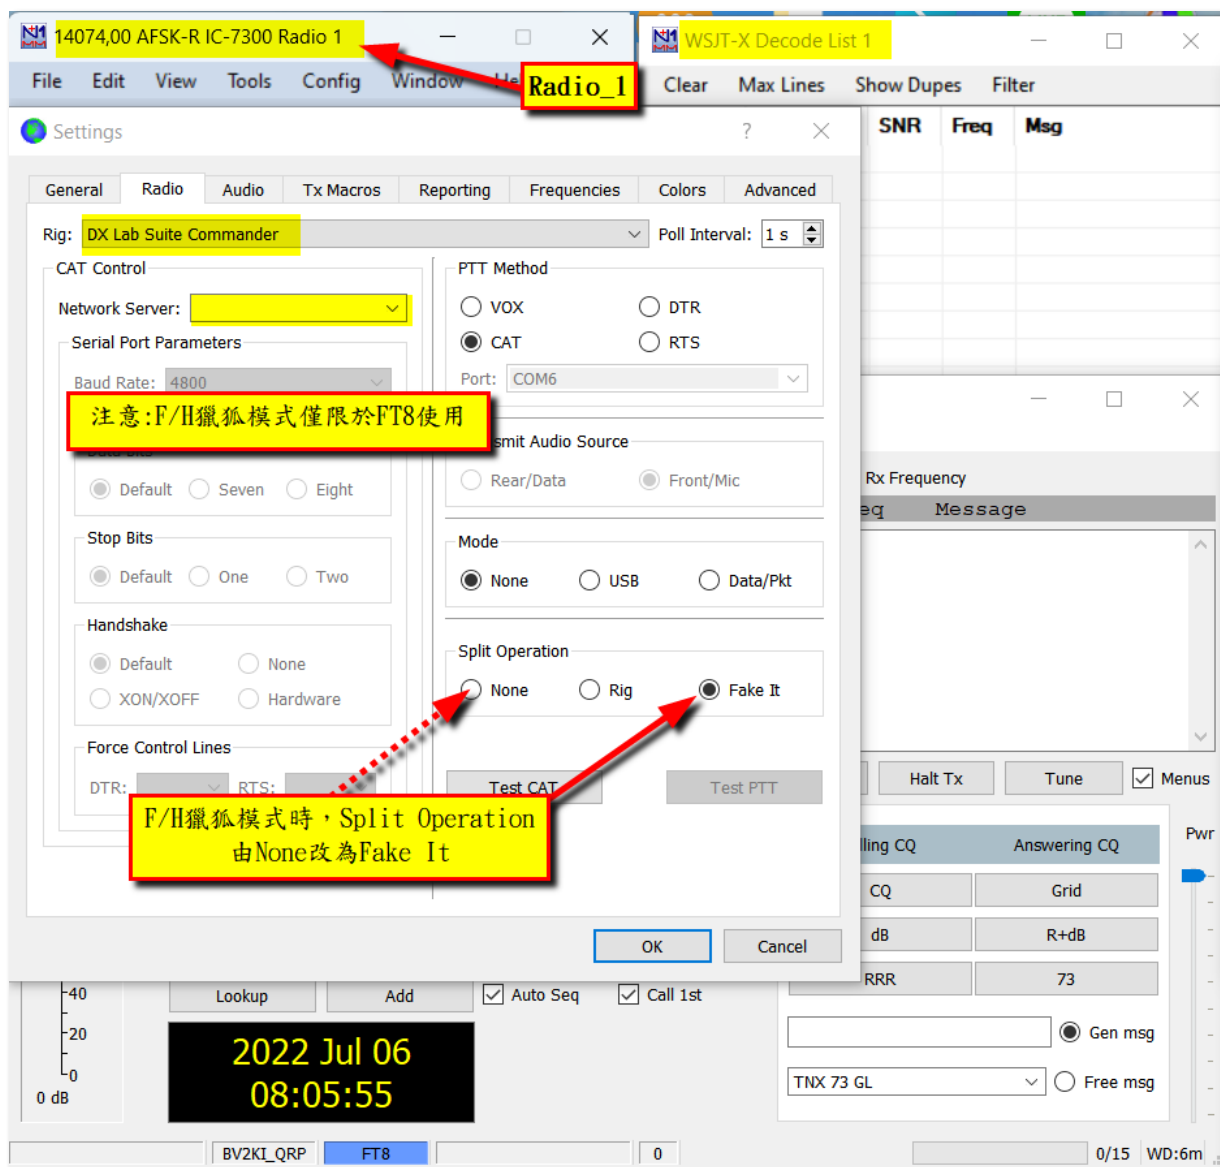 14074,00 AFSK-R IC-7300 Radio 1
WSJT-X Decode List 1
File Edit View Tools Config Window He
Radio_1
Clear Max Lines Show Dupes Filter
Settings
SNR Freq Msg
General Radio Audio Tx Macros Reporting Frequencies Colors Advanced
Rig: DX Lab Suite Commander
Poll Interval: 1 s
CAT Control
PTT Method
Network Server:
VOX DTR
Serial Port Parameters
CAT RTS
Baud Rate: 4800
Port: COM6
注意:F/H獵狐模式僅限於FT8使用
Data Bits
smit Audio Source
Default Seven Eight
Rear/Data Front/Mic
Rx Frequency
eq Message
Stop Bits
Mode
Default One Two
None USB Data/Pkt
Handshake
Split Operation
Default None
XON/XOFF Hardware
None Rig Fake It
Force Control Lines
DTR: RTS:
Test CAT Test PTT
Halt Tx Tune Menus
F/H獵狐模式時，Split Operation
由None改為Fake It
lling CQ Answering CQ
Pwr
CQ Grid
dB R+dB
OK Cancel
RRR 73
-40
Lookup Add Auto Seq Call 1st
-20
0
0 dB
2022 Jul 06
08:05:55
Gen msg
TNX 73 GL Free msg
BV2KI_QRP FT8 0 0/15 WD:6m